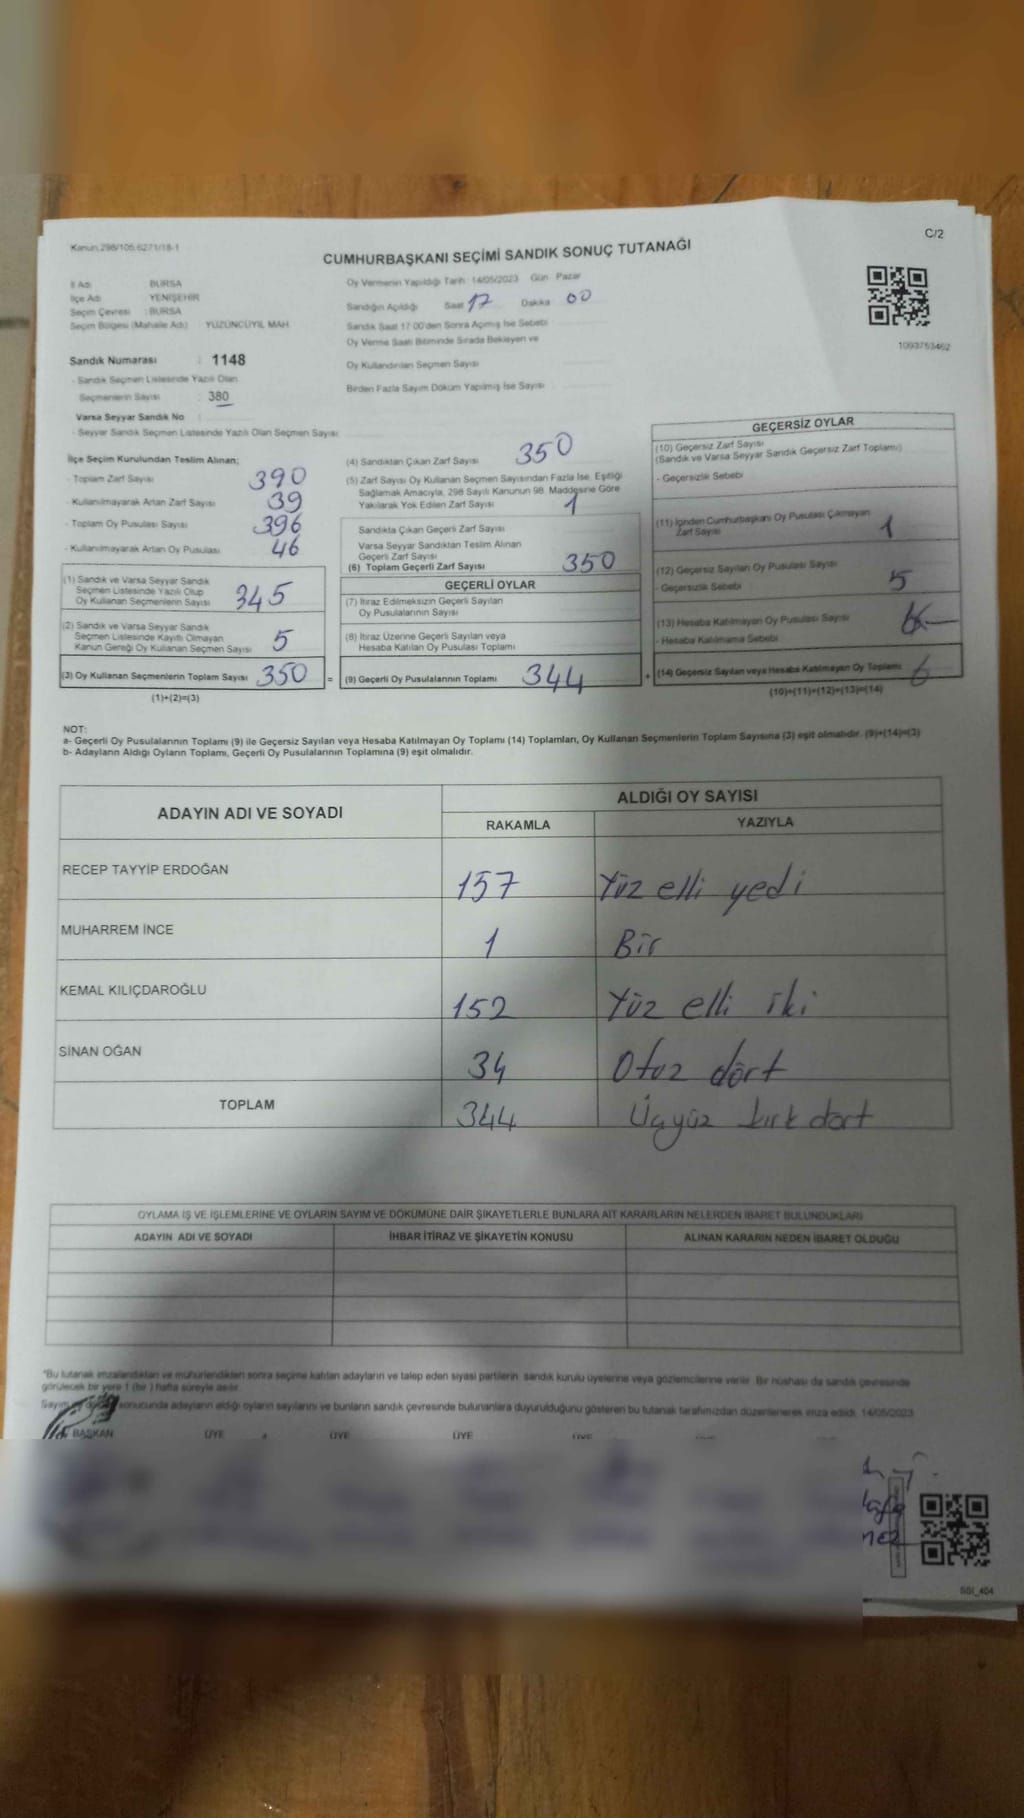 Kanun 298/105,6271/18-1
C/2
CUMHURBAŞKANI SEÇİMİ SANDIK SONUÇ TUTANAĞI
İl Adı : BURSA
İlçe Adı : YENİŞEHİR
Seçim Çevresi : BURSA
Seçim Bölgesi (Mahalle Adı) : YÜZÜNCÜYIL MAH.
Oy Vermenin Yapıldığı Tarih : 14/05/2023 Gün : Pazar
Sandığın Açıldığı Saat 17 Dakika 00
Sandık Saat 17:00'den Sonra Açılmış İse Sebebi
Oy Verme Saati Bitiminde Sırada Bekleyen ve
Oy Kullandırılan Seçmen Sayısı
Birden Fazla Sayım Döküm Yapılmış İse Sayısı
1093753462
Sandık Numarası : 1148
- Sandık Seçmen Listesinde Yazılı Olan
Seçmenlerin Sayısı : 380
Varsa Seyyar Sandık No
- Seyyar Sandık Seçmen Listesinde Yazılı Olan Seçmen Sayısı
İlçe Seçim Kurulundan Teslim Alınan;
- Toplam Zarf Sayısı 390
- Kullanılmayarak Artan Zarf Sayısı 39
- Toplam Oy Pusulası Sayısı 396
- Kullanılmayarak Artan Oy Pusulası 46
(1) Sandık ve Varsa Seyyar Sandık
Seçmen Listesinde Yazılı Olup
Oy Kullanan Seçmenlerin Sayısı 345
(2) Sandık ve Varsa Seyyar Sandık
Seçmen Listesinde Kayıtlı Olmayan
Kanun Gereği Oy Kullanan Seçmen Sayısı 5
(3) Oy Kullanan Seçmenlerin Toplam Sayısı 350 =
(1)+(2)=(3)
(4) Sandıktan Çıkan Zarf Sayısı 350
(5) Zarf Sayısı Oy Kullanan Seçmen Sayısından Fazla İse, Eşitliği
Sağlamak Amacıyla, 298 Sayılı Kanunun 98. Maddesine Göre
Yakılarak Yok Edilen Zarf Sayısı 1
Sandıkta Çıkan Geçerli Zarf Sayısı
Varsa Seyyar Sandıktan Teslim Alınan
Geçerli Zarf Sayısı
(6) Toplam Geçerli Zarf Sayısı 350
GEÇERLİ OYLAR
(7) İtiraz Edilmeksizin Geçerli Sayılan
Oy Pusulalarının Sayısı
(8) İtiraz Üzerine Geçerli Sayılan veya
Hesaba Katılan Oy Pusulası Toplamı
(9) Geçerli Oy Pusulalarının Toplamı 344 +
GEÇERSİZ OYLAR
(10) Geçersiz Zarf Sayısı
(Sandık ve Varsa Seyyar Sandık Geçersiz Zarf Toplamı)
- Geçersizlik Sebebi
(11) İçinden Cumhurbaşkanı Oy Pusulası Çıkmayan
Zarf Sayısı 1
(12) Geçersiz Sayılan Oy Pusulası Sayısı
- Geçersizlik Sebebi 5
(13) Hesaba Katılmayan Oy Pusulası Sayısı
- Hesaba Katılmama Sebebi
(14) Geçersiz Sayılan veya Hesaba Katılmayan Oy Toplamı 6
(10)+(11)+(12)+(13)=(14)
NOT:
a- Geçerli Oy Pusulalarının Toplamı (9) ile Geçersiz Sayılan veya Hesaba Katılmayan Oy Toplamı (14) Toplamları, Oy Kullanan Seçmenlerin Toplam Sayısına (3) eşit olmalıdır. (9)+(14)=(3)
b- Adayların Aldığı Oyların Toplamı, Geçerli Oy Pusulalarının Toplamına (9) eşit olmalıdır.
ADAYIN ADI VE SOYADI ALDIĞI OY SAYISI
RAKAMLA YAZIYLA
RECEP TAYYİP ERDOĞAN 157 Yüz elli yedi
MUHARREM İNCE 1 Bir
KEMAL KILIÇDAROĞLU 152 Yüz elli iki
SİNAN OĞAN 34 Otuz dört
TOPLAM 344 Üçyüz kırk dört
OYLAMA İŞ VE İŞLEMLERİNE VE OYLARIN SAYIM VE DÖKÜMÜNE DAİR ŞİKAYETLERLE BUNLARA AİT KARARLARIN NELERDEN İBARET BULUNDUKLARI
ADAYIN ADI VE SOYADI İHBAR İTİRAZ VE ŞİKAYETİN KONUSU ALINAN KARARIN NEDEN İBARET OLDUĞU
*Bu tutanak imzalandıktan ve mühürlendikten sonra seçime katılan adayların ve talep eden siyasi partilerin sandık kurulu üyelerine veya gözlemcilerine verilir. Bir nüshası da sandık çevresinde
görülecek bir yere 1 (bir ) hafta süreyle asılır.
Sayım sonucunda adayların aldığı oyların sayılarını ve bunların sandık çevresinde bulunanlara duyurulduğunu gösteren bu tutanak tarafımızdan düzenlenerek imza edildi. 14/05/2023
BAŞKAN ÜYE ÜYE ÜYE ÜYE
SSI_404